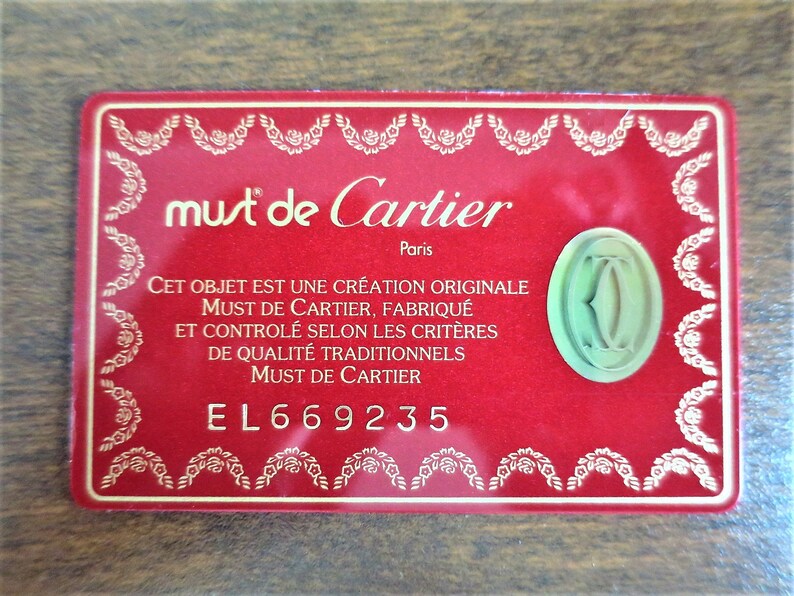 must® de Cartier
Paris
CET OBJET EST UNE CRÉATION ORIGINALE
MUST DE CARTIER, FABRIQUÉ
ET CONTROLÉ SELON LES CRITÈRES
DE QUALITÉ TRADITIONNELS
MUST DE CARTIER
EL669235